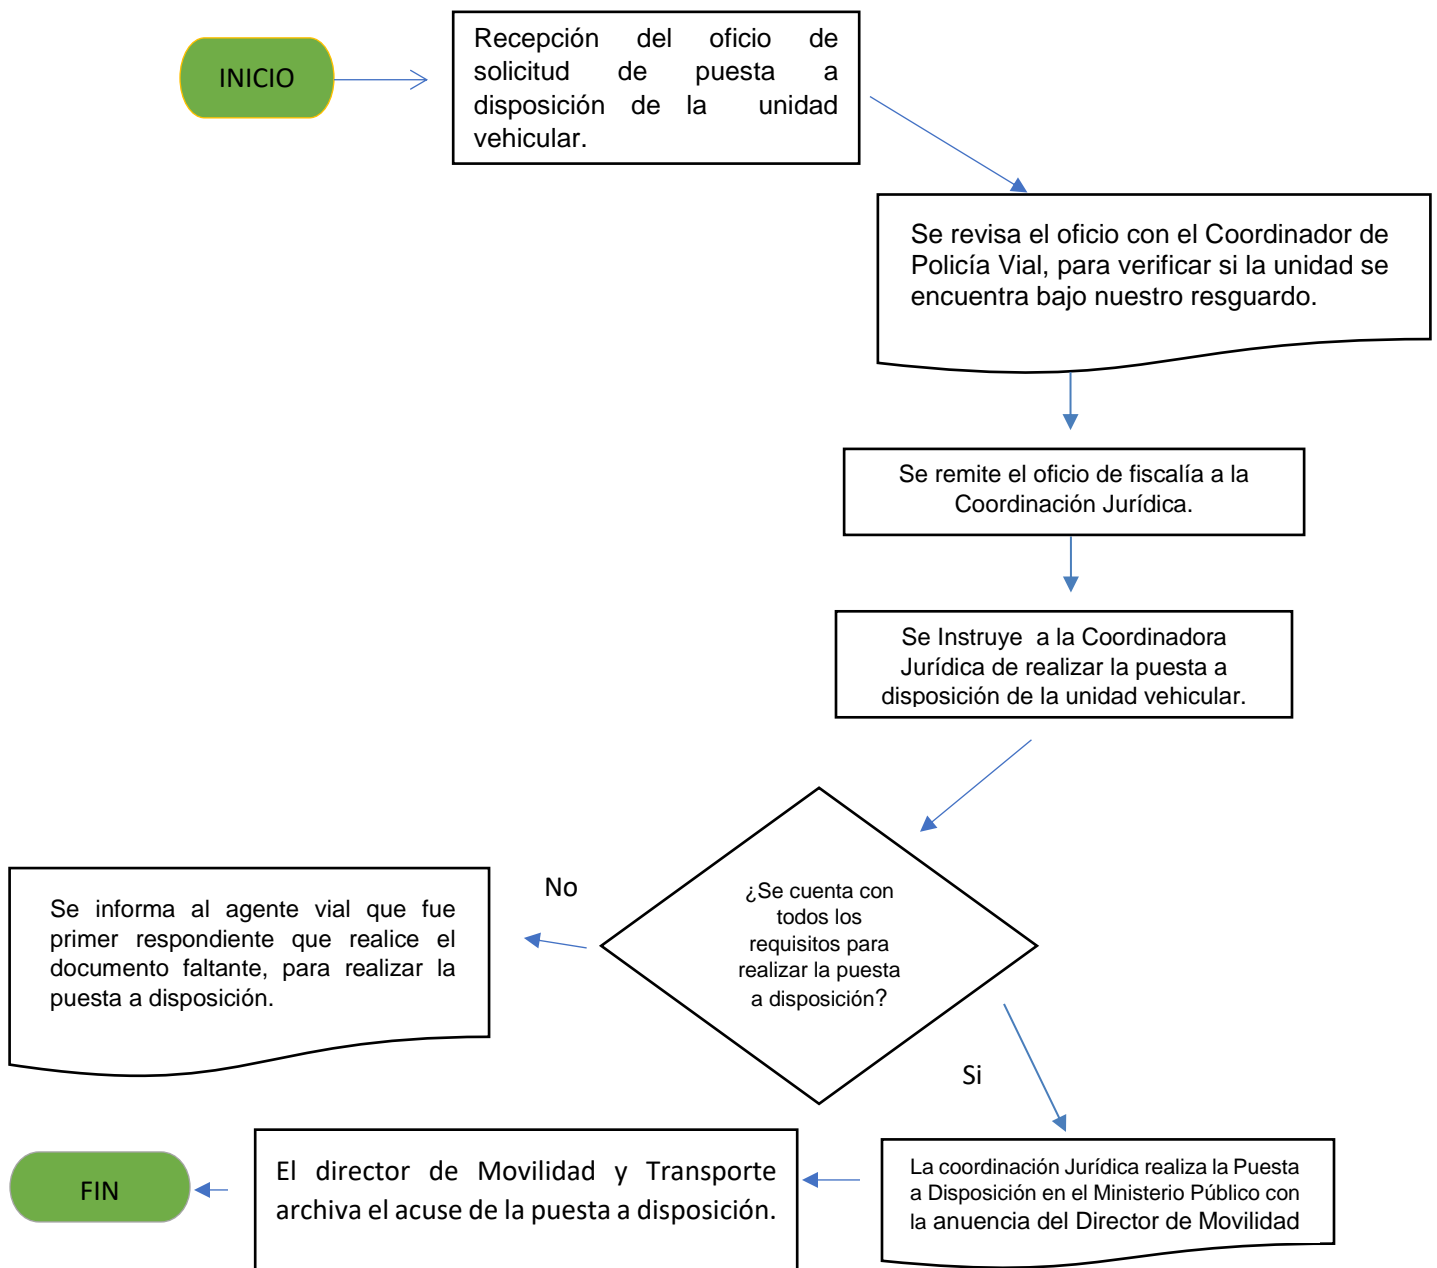 INICIO
Recepción del oficio de
solicitud de puesta a
disposición de la unidad
vehicular.
Se revisa el oficio con el Coordinador de
Policía Vial, para verificar si la unidad se
encuentra bajo nuestro resguardo.
Se remite el oficio de fiscalía a la
Coordinación Jurídica.
Se Instruye a la Coordinadora
Jurídica de realizar la puesta a
disposición de la unidad vehicular.
¿Se cuenta con
todos los
requisitos para
realizar la puesta
a disposición?
No
Se informa al agente vial que fue
primer respondiente que realice el
documento faltante, para realizar la
puesta a disposición.
Si
La coordinación Jurídica realiza la Puesta
a Disposición en el Ministerio Público con
la anuencia del Director de Movilidad
El director de Movilidad y Transporte
archiva el acuse de la puesta a disposición.
FIN